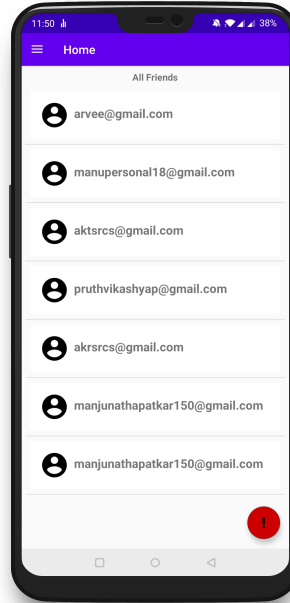 11:50 38%
Home
All Friends
arvee@gmail.com
manupersonal18@gmail.com
aktsrcs@gmail.com
pruthvikashyap@gmail.com
akrsrcs@gmail.com
manjunathapatkar150@gmail.com
manjunathapatkar150@gmail.com
!